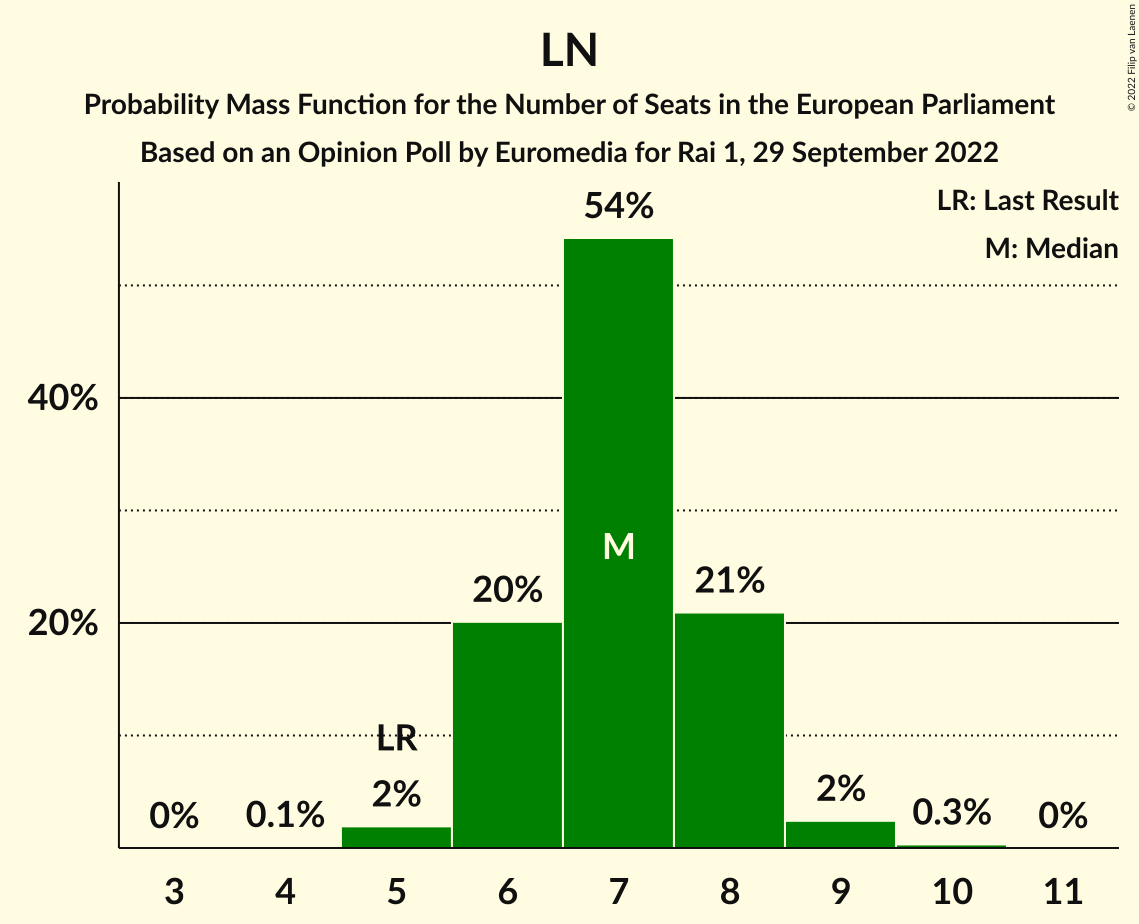 LN
Probability Mass Function for the Number of Seats in the European Parliament
Based on an Opinion Poll by Euromedia for Rai 1, 29 September 2022
© 2022 Filip van Laenen
LR: Last Result
M: Median
54%
40%
M
21%
20%
20%
LR
2%
2%
0%
0.1%
0.3%
0%
3 4 5 6 7 8 9 10 11